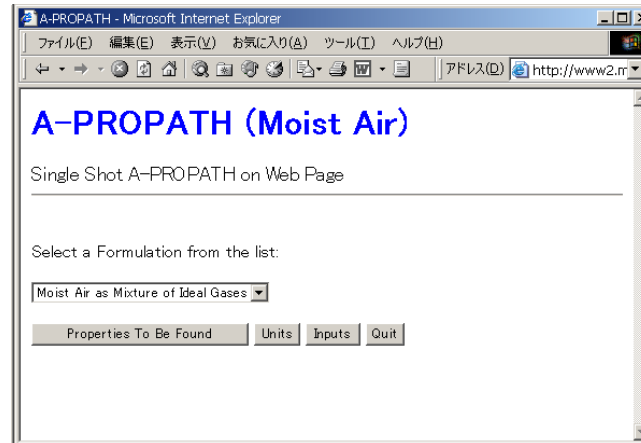 A-PROPATH - Microsoft Internet Explorer
ファイル(F) 編集(E) 表示(V) お気に入り(A) ツール(T) ヘルプ(H)
アドレス(D) http://www2.m
A-PROPATH (Moist Air)
Single Shot A-PROPATH on Web Page
Select a Formulation from the list:
Moist Air as Mixture of Ideal Gases
Properties To Be Found Units Inputs Quit